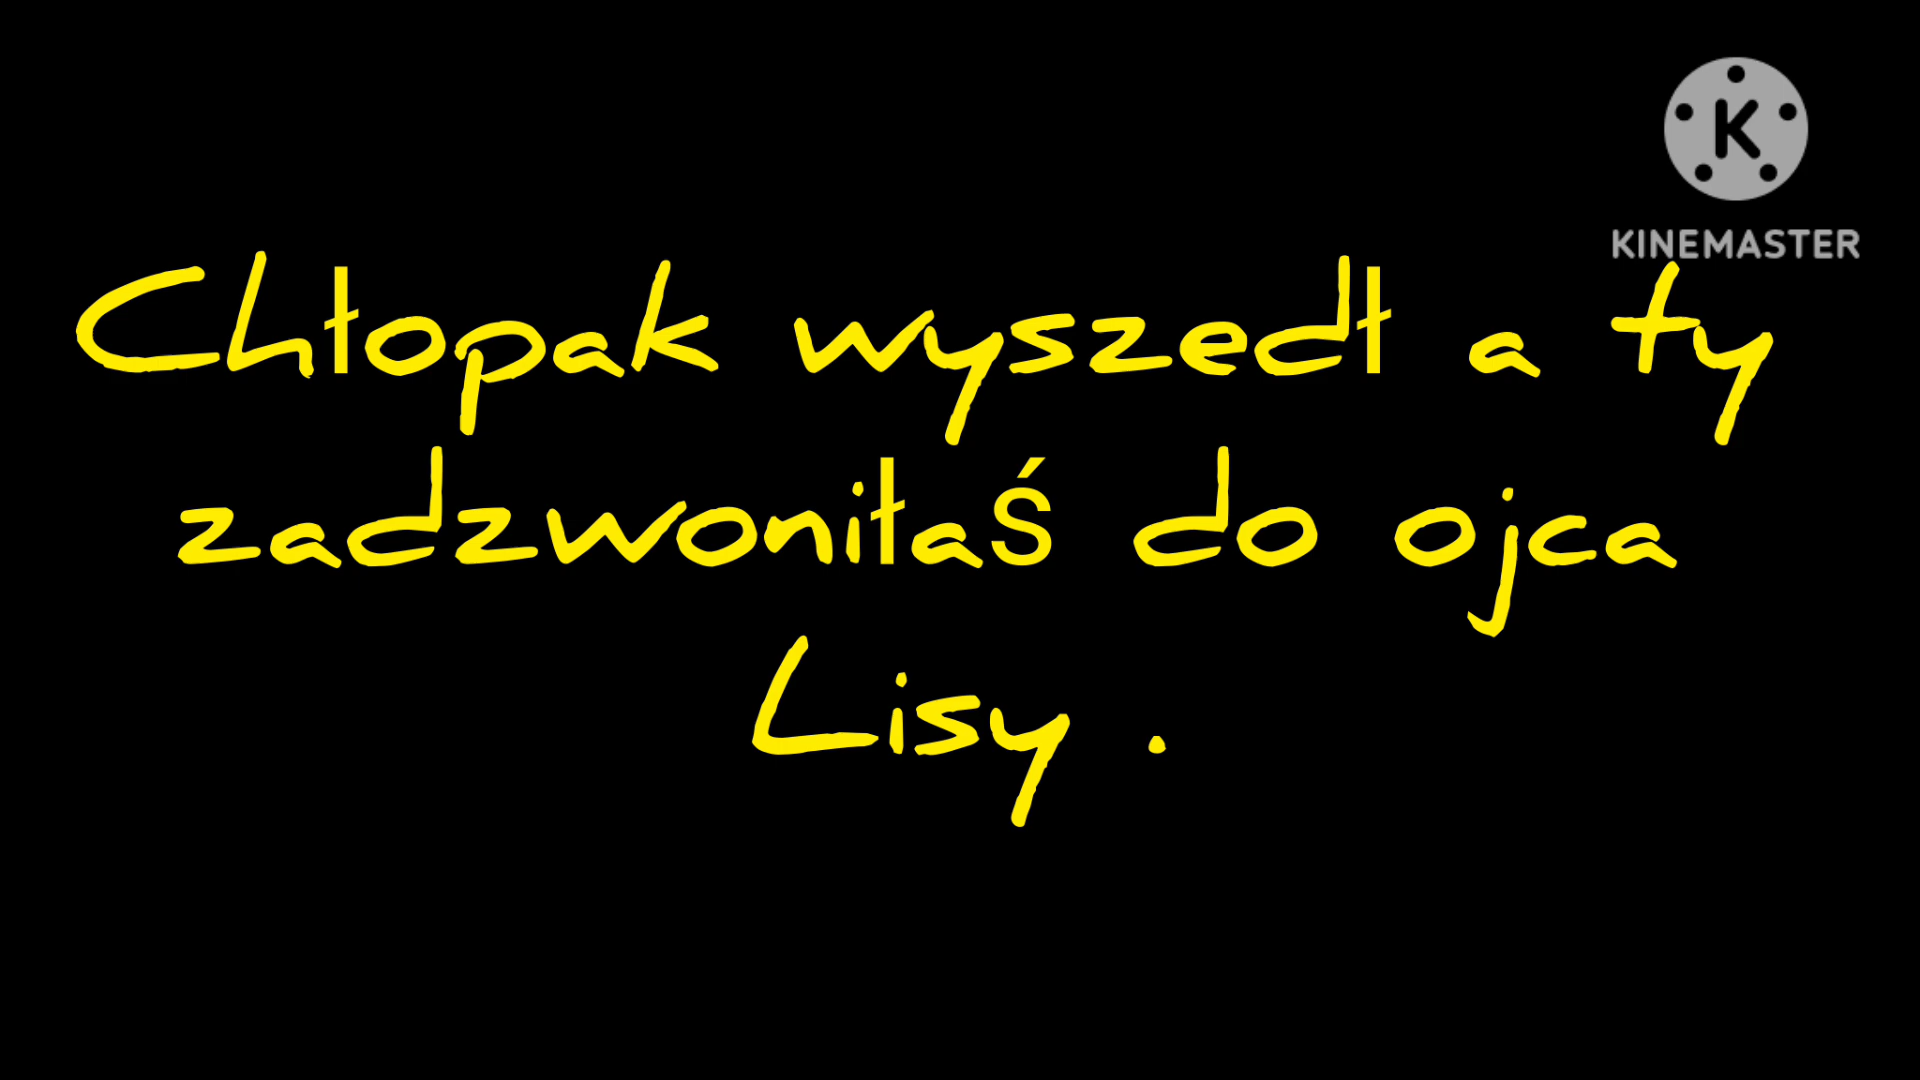 K
KINEMASTER
Chłopak wyszedł a ty
zadzwoniłaś do ojca
Lisy .